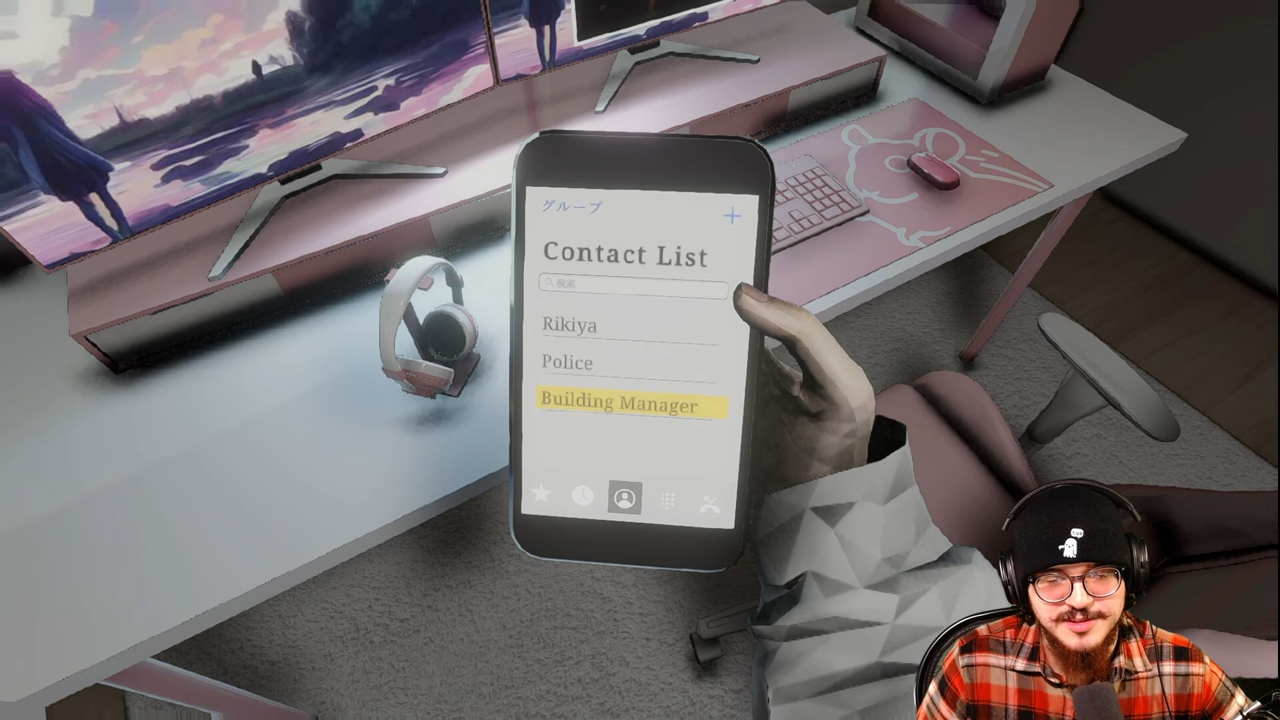 グループ
+
Contact List
検索
Rikiya
Police
Building Manager